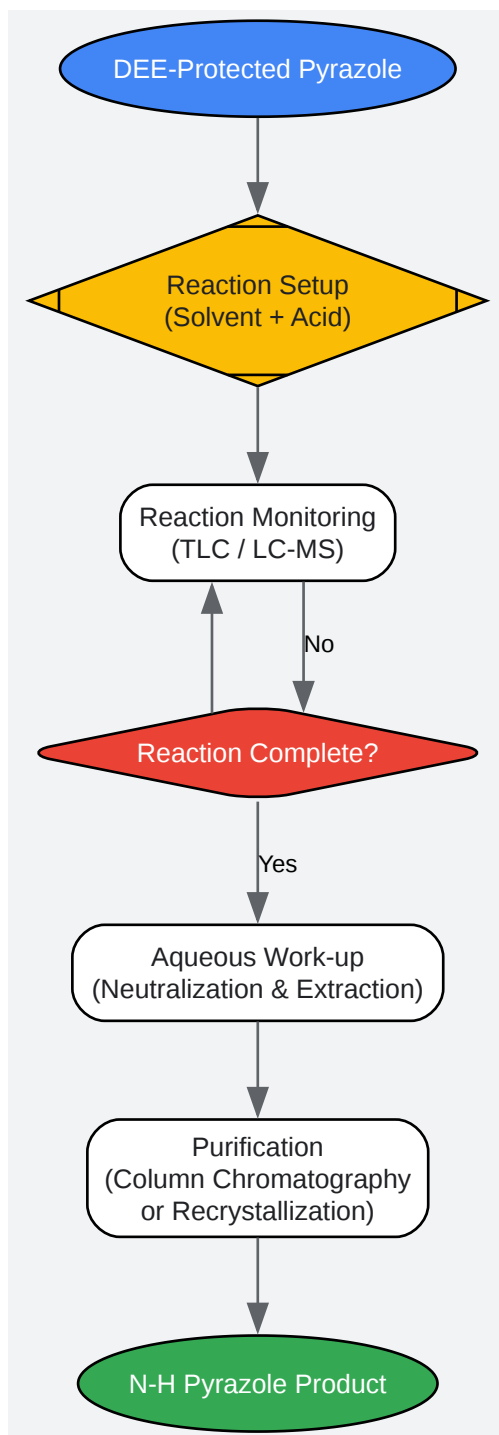 DEE-Protected Pyrazole
Reaction Setup
(Solvent + Acid)
Reaction Monitoring
(TLC / LC-MS)
No
Reaction Complete?
Yes
Aqueous Work-up
(Neutralization & Extraction)
Purification
(Column Chromatography
or Recrystallization)
N-H Pyrazole Product